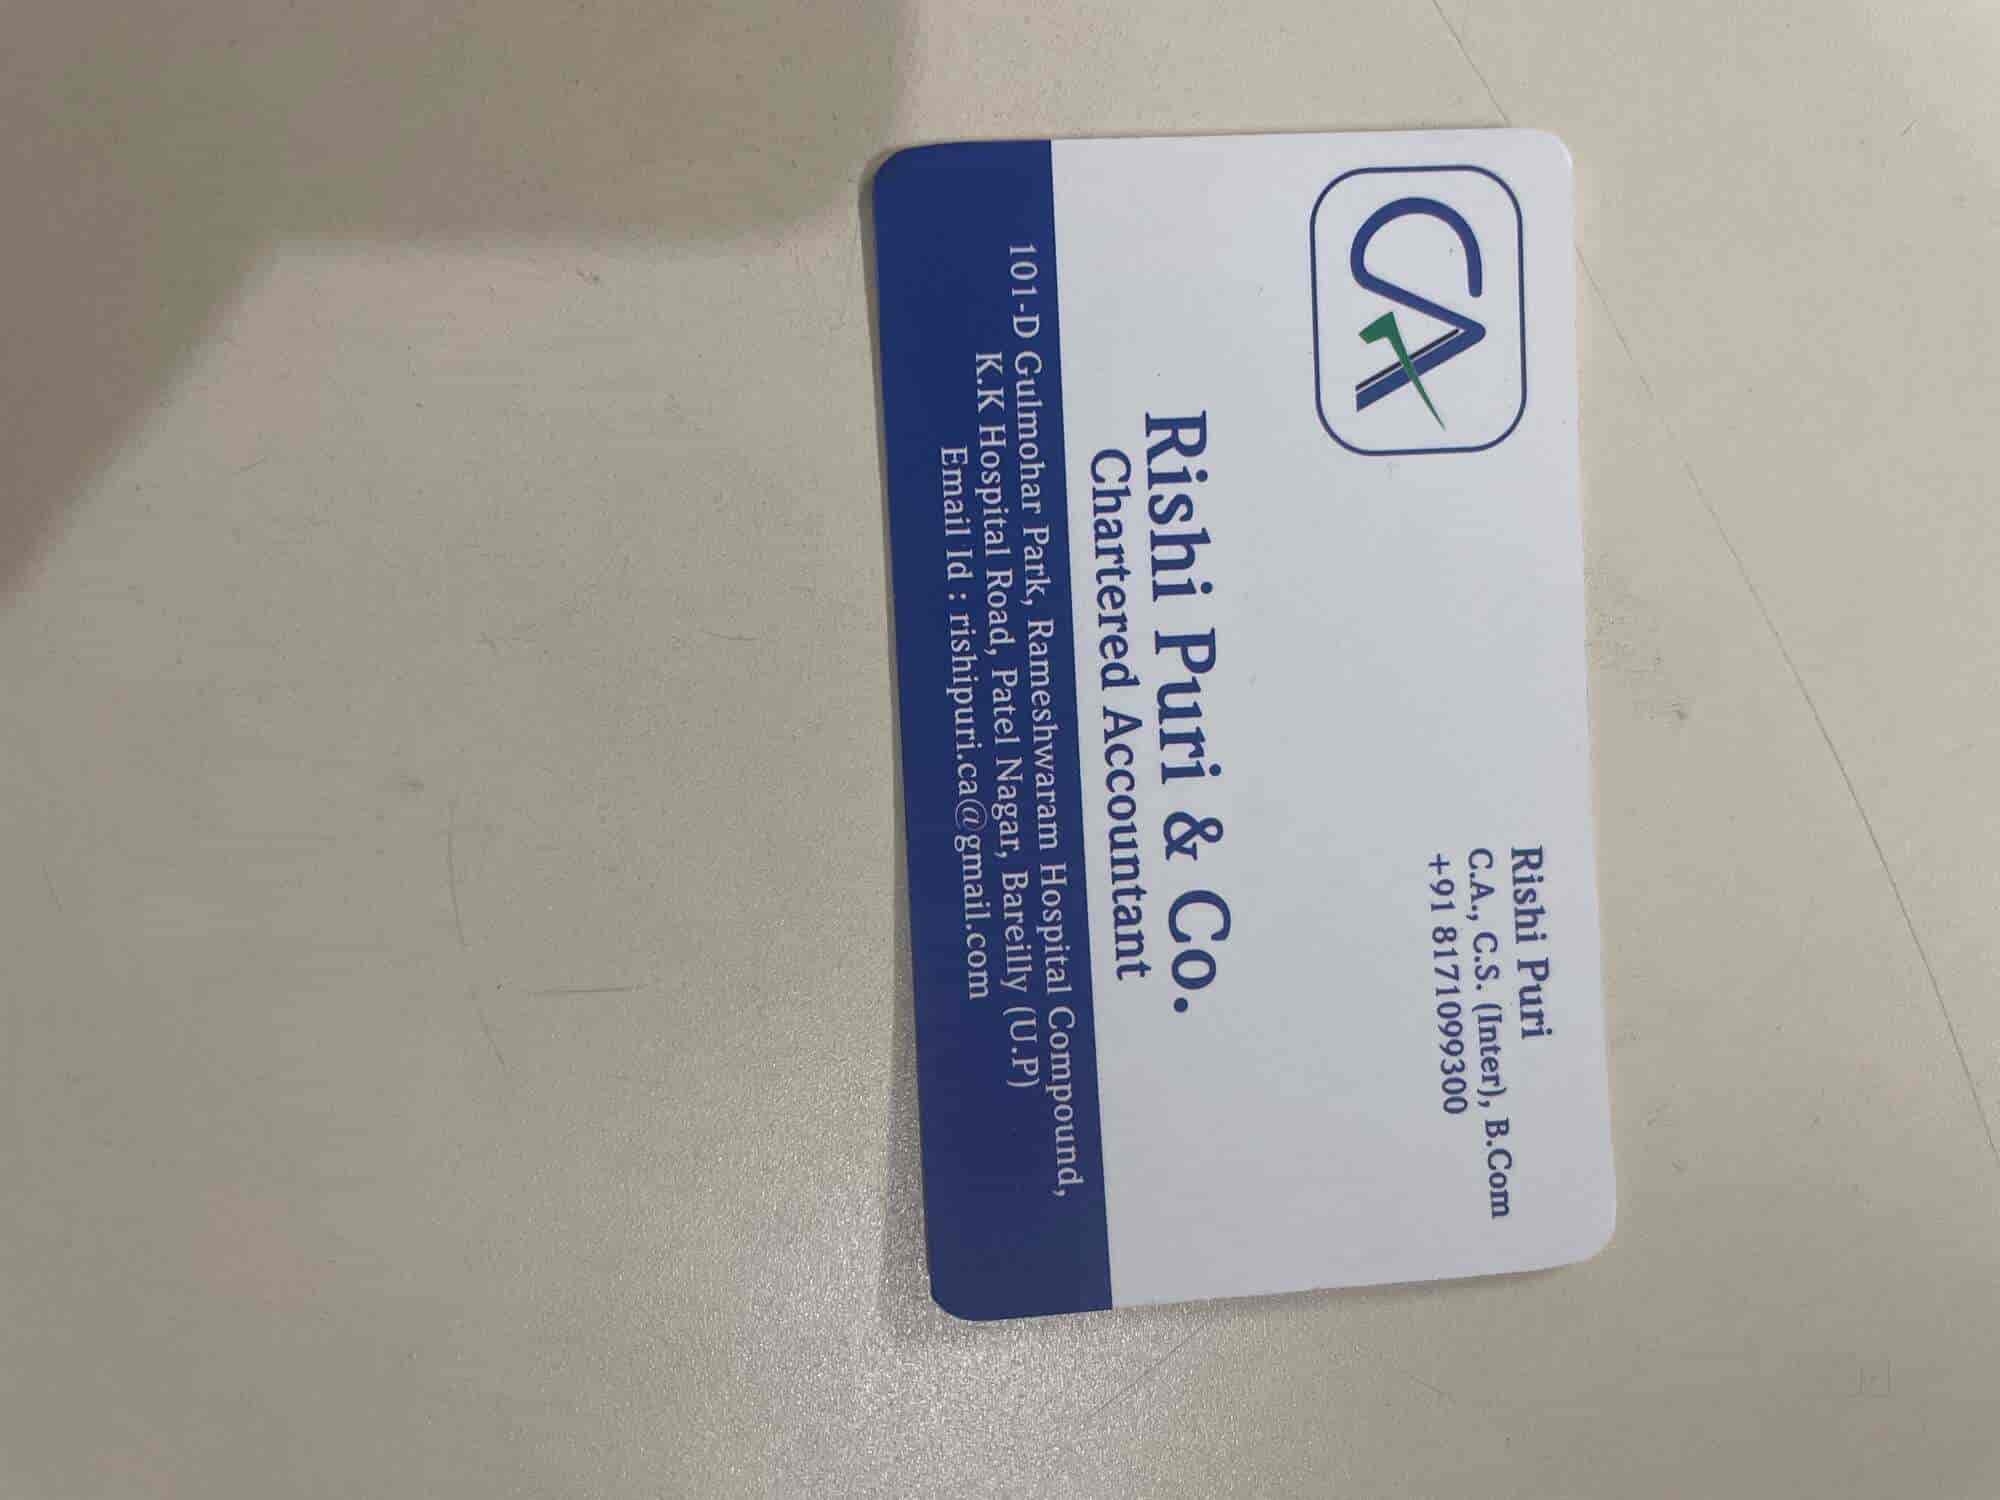 CA
Rishi Puri
C.A., C.S. (Inter), B.Com
+91 8171099300
Rishi Puri & Co.
Chartered Accountant
101-D Gulmohar Park, Rameshwaram Hospital Compound,
K.K Hospital Road, Patel Nagar, Bareilly (U.P)
Email Id : rishipuri.ca@gmail.com